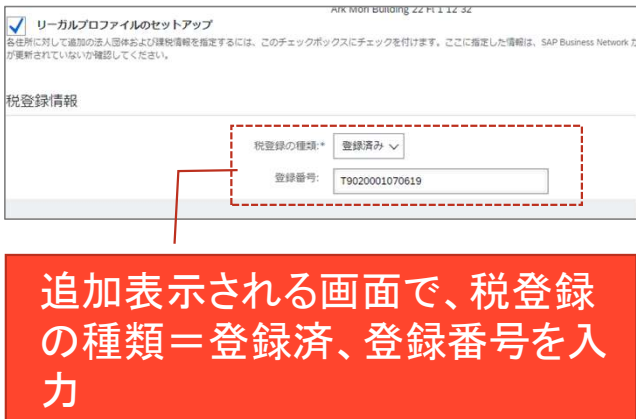 Ark Mori Building 22 Fl 1 12 32
リーガルプロファイルのセットアップ
各住所に対して追加の法人団体および課税情報を指定するには、このチェックボックスにチェックを付けます。ここに指定した情報は、SAP Business Network た
が更新されていないか確認してください。
税登録情報
税登録の種類:* 登録済み
登録番号: T9020001070619
追加表示される画面で、税登録
の種類＝登録済、登録番号を入
力